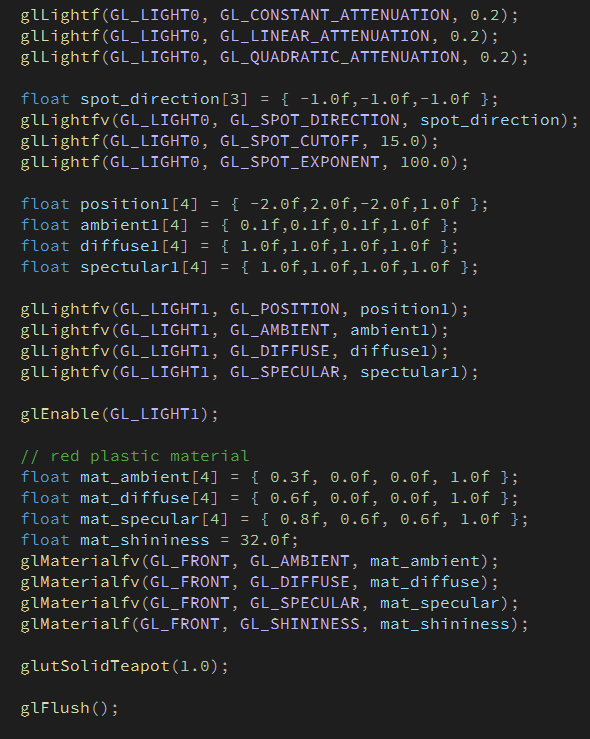 glLightf(GL_LIGHT0, GL_CONSTANT_ATTENUATION, 0.2);
glLightf(GL_LIGHT0, GL_LINEAR_ATTENUATION, 0.2);
glLightf(GL_LIGHT0, GL_QUADRATIC_ATTENUATION, 0.2);
float spot_direction[3] = { -1.0f,-1.0f,-1.0f };
glLightfv(GL_LIGHT0, GL_SPOT_DIRECTION, spot_direction);
glLightf(GL_LIGHT0, GL_SPOT_CUTOFF, 15.0);
glLightf(GL_LIGHT0, GL_SPOT_EXPONENT, 100.0);
float position1[4] = { -2.0f,2.0f,-2.0f,1.0f };
float ambient1[4] = { 0.1f,0.1f,0.1f,1.0f };
float diffuse1[4] = { 1.0f,1.0f,1.0f,1.0f };
float spectular1[4] = { 1.0f,1.0f,1.0f,1.0f };
glLightfv(GL_LIGHT1, GL_POSITION, position1);
glLightfv(GL_LIGHT1, GL_AMBIENT, ambient1);
glLightfv(GL_LIGHT1, GL_DIFFUSE, diffuse1);
glLightfv(GL_LIGHT1, GL_SPECULAR, spectular1);
glEnable(GL_LIGHT1);
// red plastic material
float mat_ambient[4] = { 0.3f, 0.0f, 0.0f, 1.0f };
float mat_diffuse[4] = { 0.6f, 0.0f, 0.0f, 1.0f };
float mat_specular[4] = { 0.8f, 0.6f, 0.6f, 1.0f };
float mat_shininess = 32.0f;
glMaterialfv(GL_FRONT, GL_AMBIENT, mat_ambient);
glMaterialfv(GL_FRONT, GL_DIFFUSE, mat_diffuse);
glMaterialfv(GL_FRONT, GL_SPECULAR, mat_specular);
glMaterialf(GL_FRONT, GL_SHININESS, mat_shininess);
glutSolidTeapot(1.0);
glFlush();